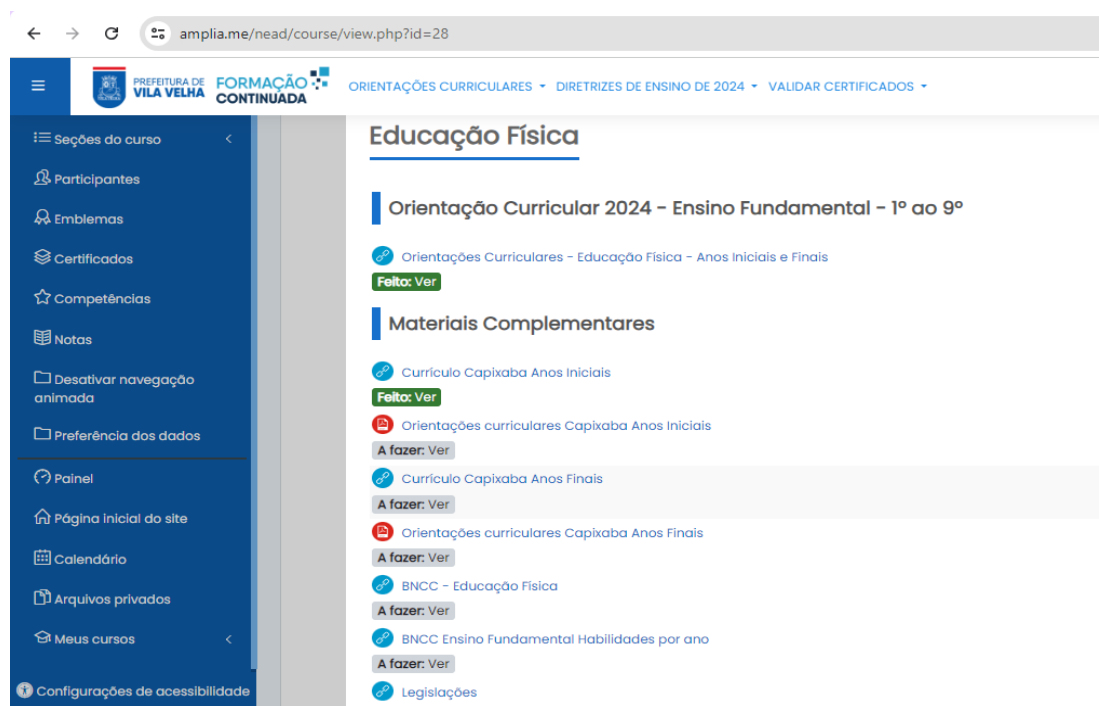 amplia.me/nead/course/view.php?id=28
PREFEITURA DE
VILA VELHA
FORMAÇÃO
CONTINUADA
ORIENTAÇÕES CURRICULARES
DIRETRIZES DE ENSINO DE 2024
VALIDAR CERTIFICADOS
Seções do curso
Participantes
Emblemas
Certificados
Competências
Notas
Desativar navegação
animada
Preferência dos dados
Painel
Página inicial do site
Calendário
Arquivos privados
Meus cursos
Configurações de acessibilidade
Educação Física
Orientação Curricular 2024 - Ensino Fundamental - 1º ao 9º
Orientações Curriculares - Educação Física - Anos Iniciais e Finais
Feito: Ver
Materiais Complementares
Currículo Capixaba Anos Iniciais
Feito: Ver
Orientações curriculares Capixaba Anos Iniciais
A fazer: Ver
Currículo Capixaba Anos Finais
A fazer: Ver
Orientações curriculares Capixaba Anos Finais
A fazer: Ver
BNCC - Educação Física
A fazer: Ver
BNCC Ensino Fundamental Habilidades por ano
A fazer: Ver
Legislações